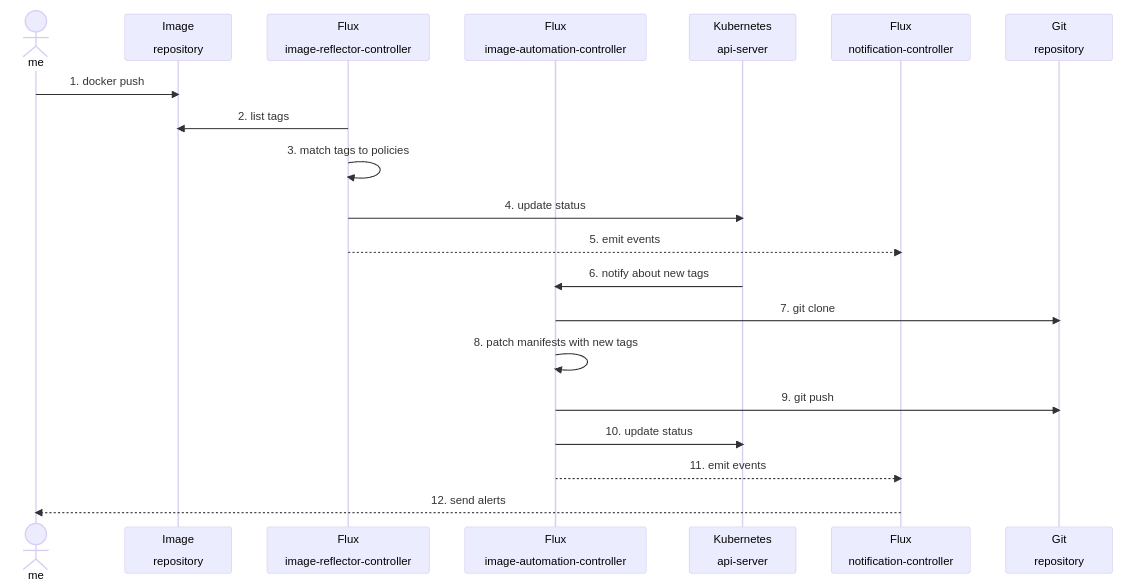 me
Image
repository
Flux
image-reflector-controller
Flux
image-automation-controller
Kubernetes
api-server
Flux
notification-controller
Git
repository
1. docker push
2. list tags
3. match tags to policies
4. update status
5. emit events
6. notify about new tags
7. git clone
8. patch manifests with new tags
9. git push
10. update status
11. emit events
12. send alerts
me
Image
repository
Flux
image-reflector-controller
Flux
image-automation-controller
Kubernetes
api-server
Flux
notification-controller
Git
repository